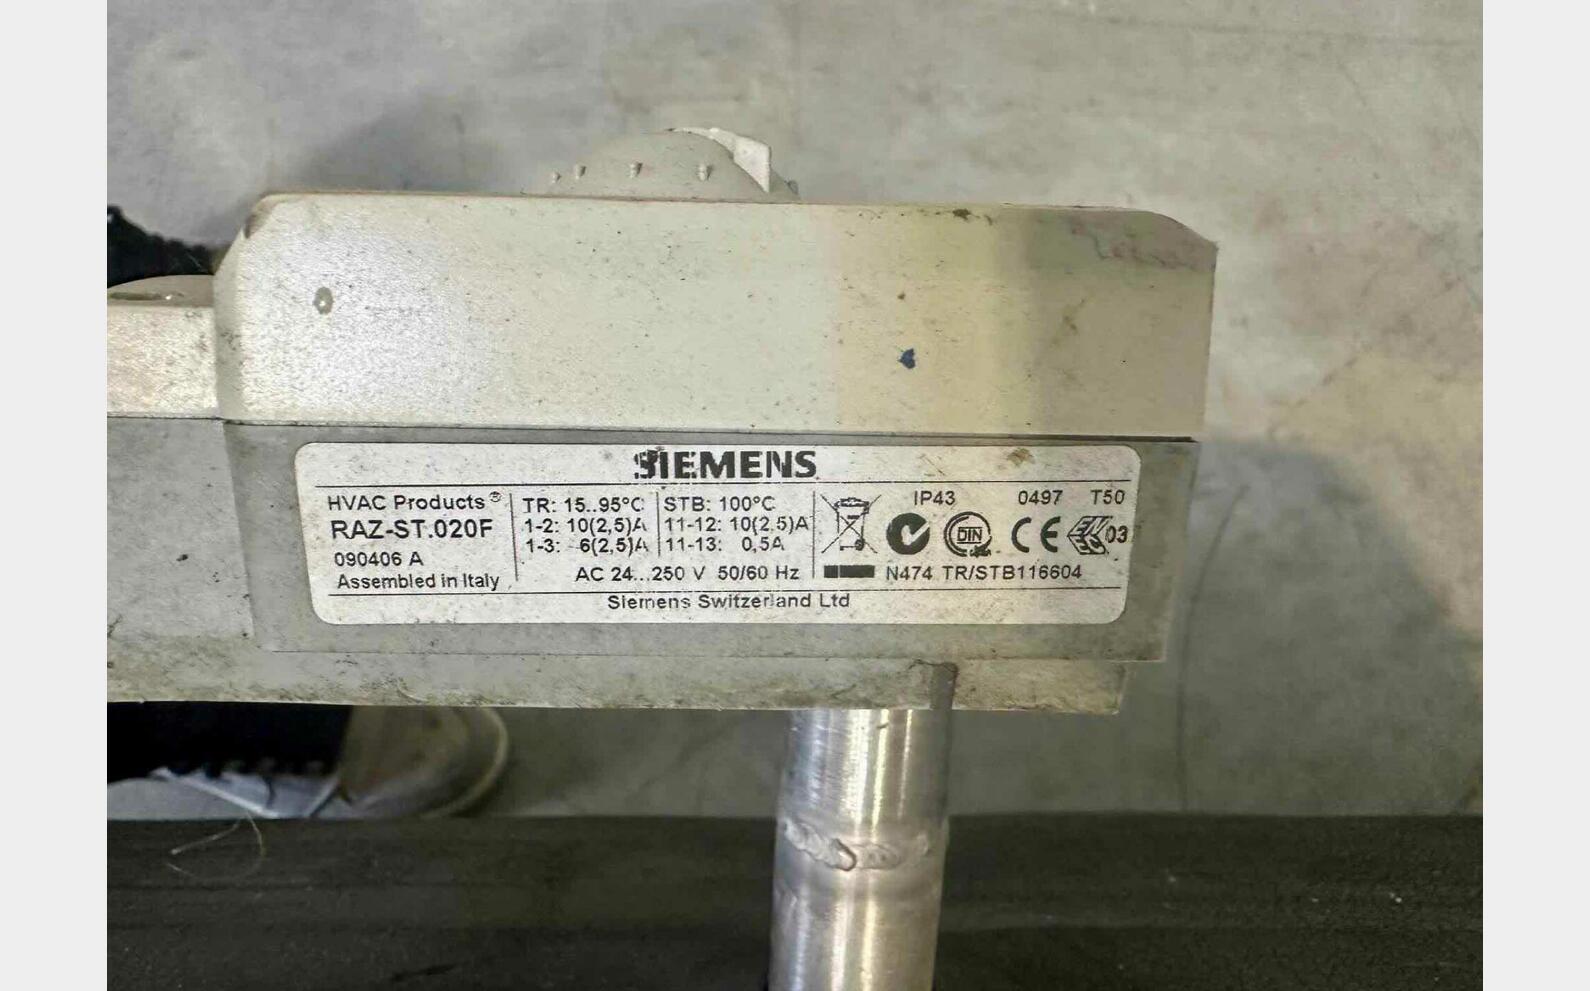 SIEMENS
HVAC Products ®
RAZ-ST.020F
090406 A
Assembled in Italy
TR: 15..95°C
1-2: 10(2,5)A
1-3: 6(2,5)A
STB: 100°C
11-12: 10(2,5)A
11-13: 0,5A
AC 24...250 V 50/60 Hz
IP43 0497 T50
DIN
CE
03
N474 TR/STB116604
Siemens Switzerland Ltd